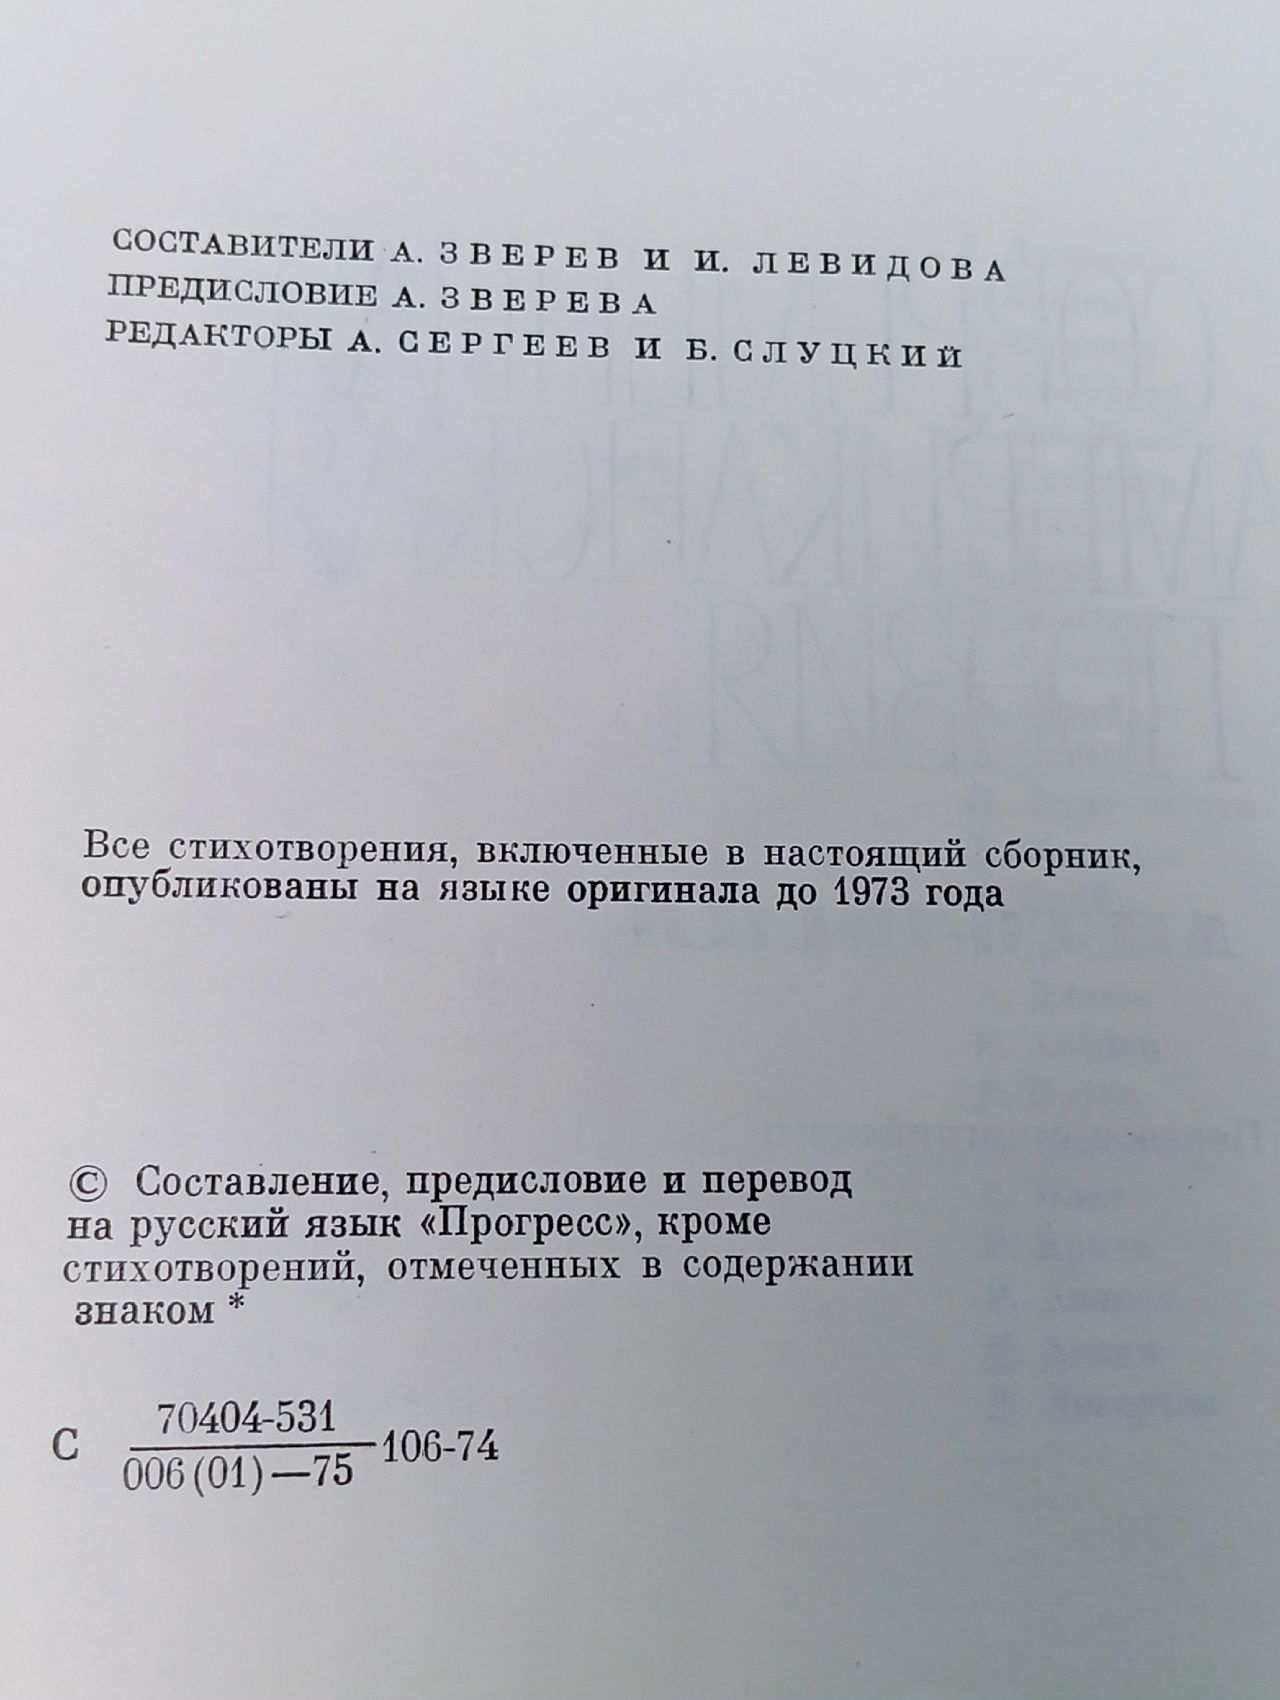 СОСТАВИТЕЛИ А. ЗВЕРЕВ И И. ЛЕВИДОВА
ПРЕДИСЛОВИЕ А. ЗВЕРЕВА
РЕДАКТОРЫ А. СЕРГЕЕВ И Б. СЛУЦКИЙ
Все стихотворения, включенные в настоящий сборник,
опубликованы на языке оригинала до 1973 года
© Составление, предисловие и перевод
на русский язык «Прогресс», кроме
стихотворений, отмеченных в содержании
знаком *
70404-531
С 106-74
006(01)—75